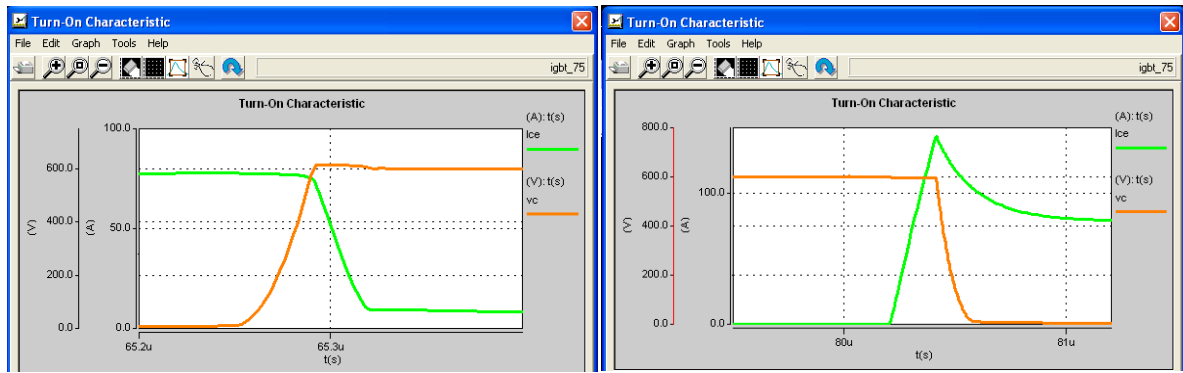 Turn-On Characteristic
File Edit Graph Tools Help
igbt_75
Turn-On Characteristic
(A): t(s)
Ice
(V): t(s)
vc
(V)
600.0
400.0
200.0
0.0
(A)
100.0
50.0
0.0
65.2u
65.3u
t(s)
Turn-On Characteristic
File Edit Graph Tools Help
igbt_75
Turn-On Characteristic
(A): t(s)
Ice
(V): t(s)
vc
(V)
800.0
600.0
400.0
200.0
0.0
(A)
100.0
0.0
80u
81u
t(s)